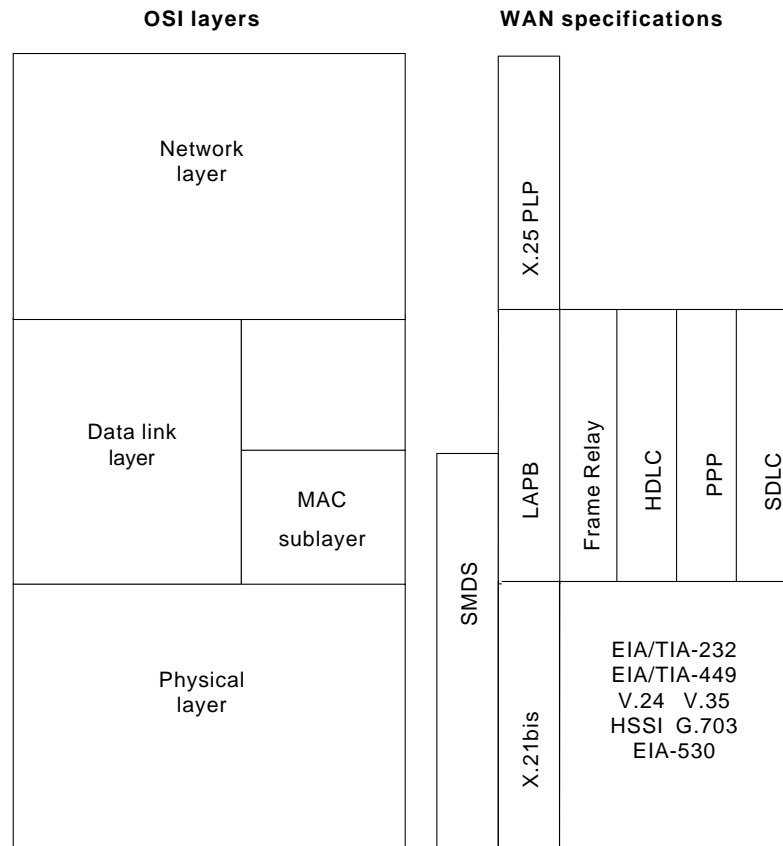 OSI layers
WAN specifications
Network
layer
Data link
layer
MAC
sublayer
Physical
layer
X.25 PLP
LAPB
Frame Relay
HDLC
PPP
SDLC
SMDS
X.21bis
EIA/TIA-232
EIA/TIA-449
V.24 V.35
HSSI G.703
EIA-530